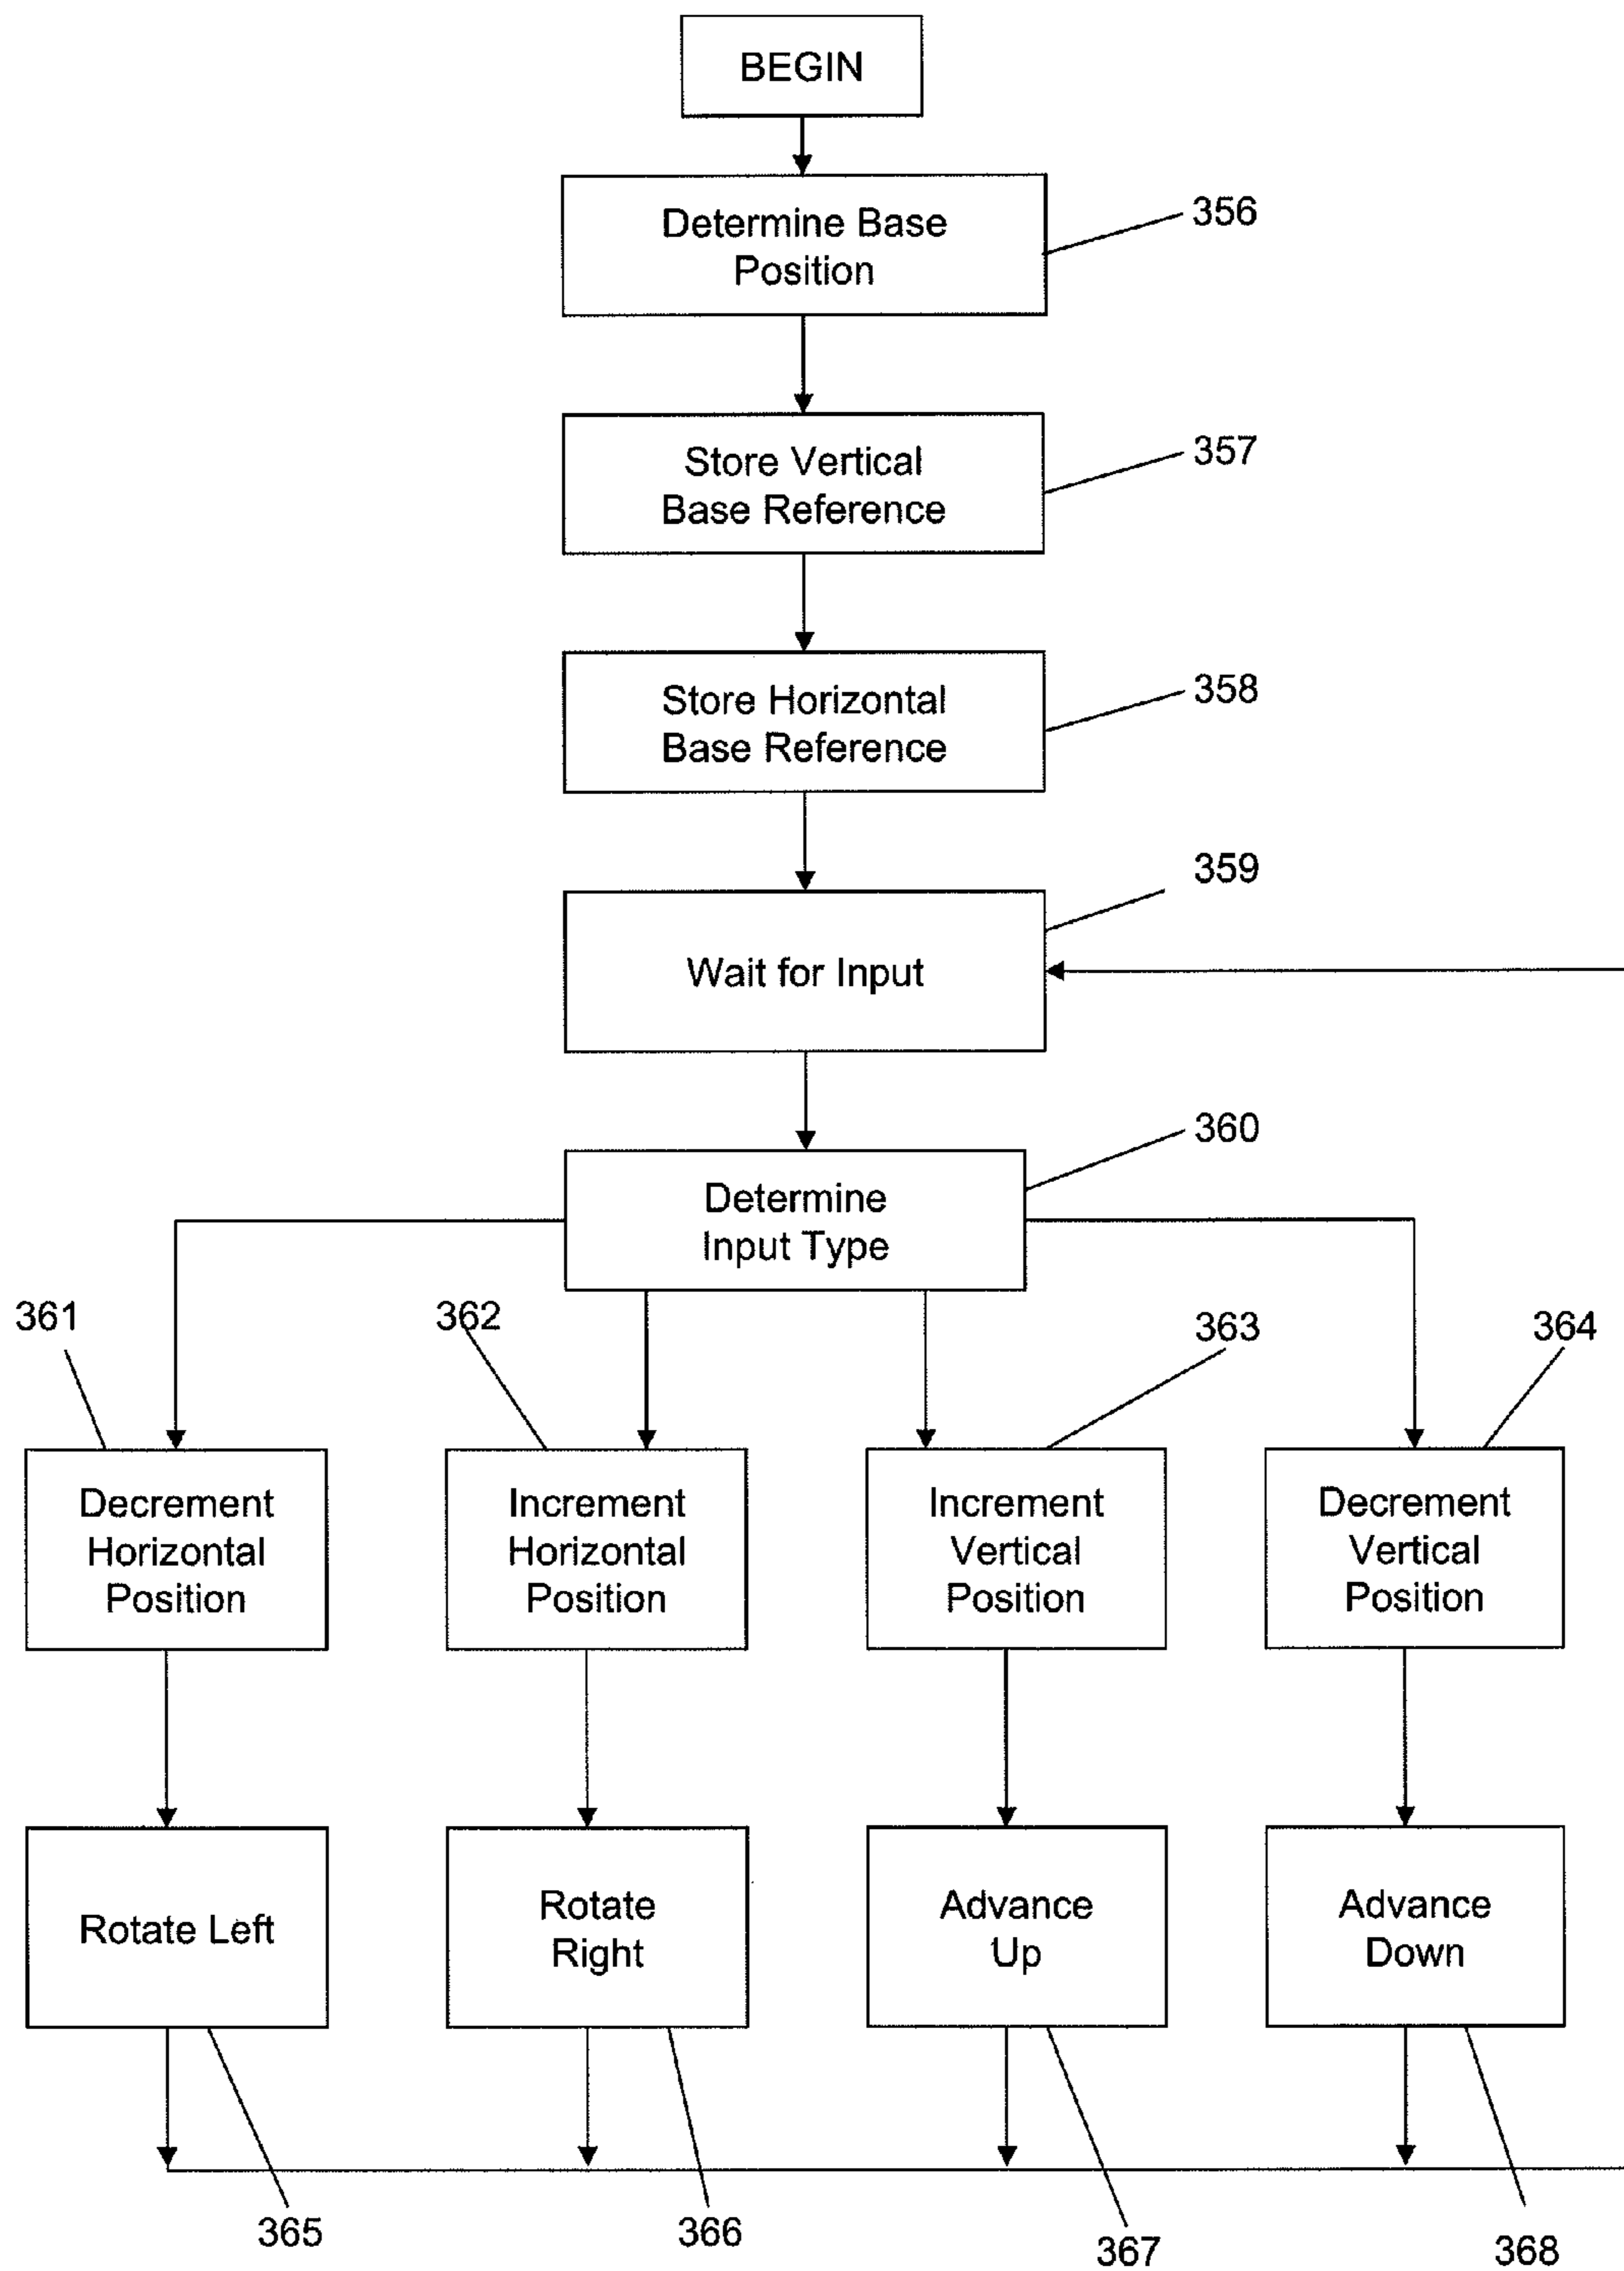 BEGIN
Determine Base
Position
356
Store Vertical
Base Reference
357
Store Horizontal
Base Reference
358
359
Wait for Input
360
Determine
Input Type
361
362
363
364
Decrement
Horizontal
Position
Increment
Horizontal
Position
Increment
Vertical
Position
Decrement
Vertical
Position
Rotate Left
Rotate
Right
Advance
Up
Advance
Down
365
366
367
368